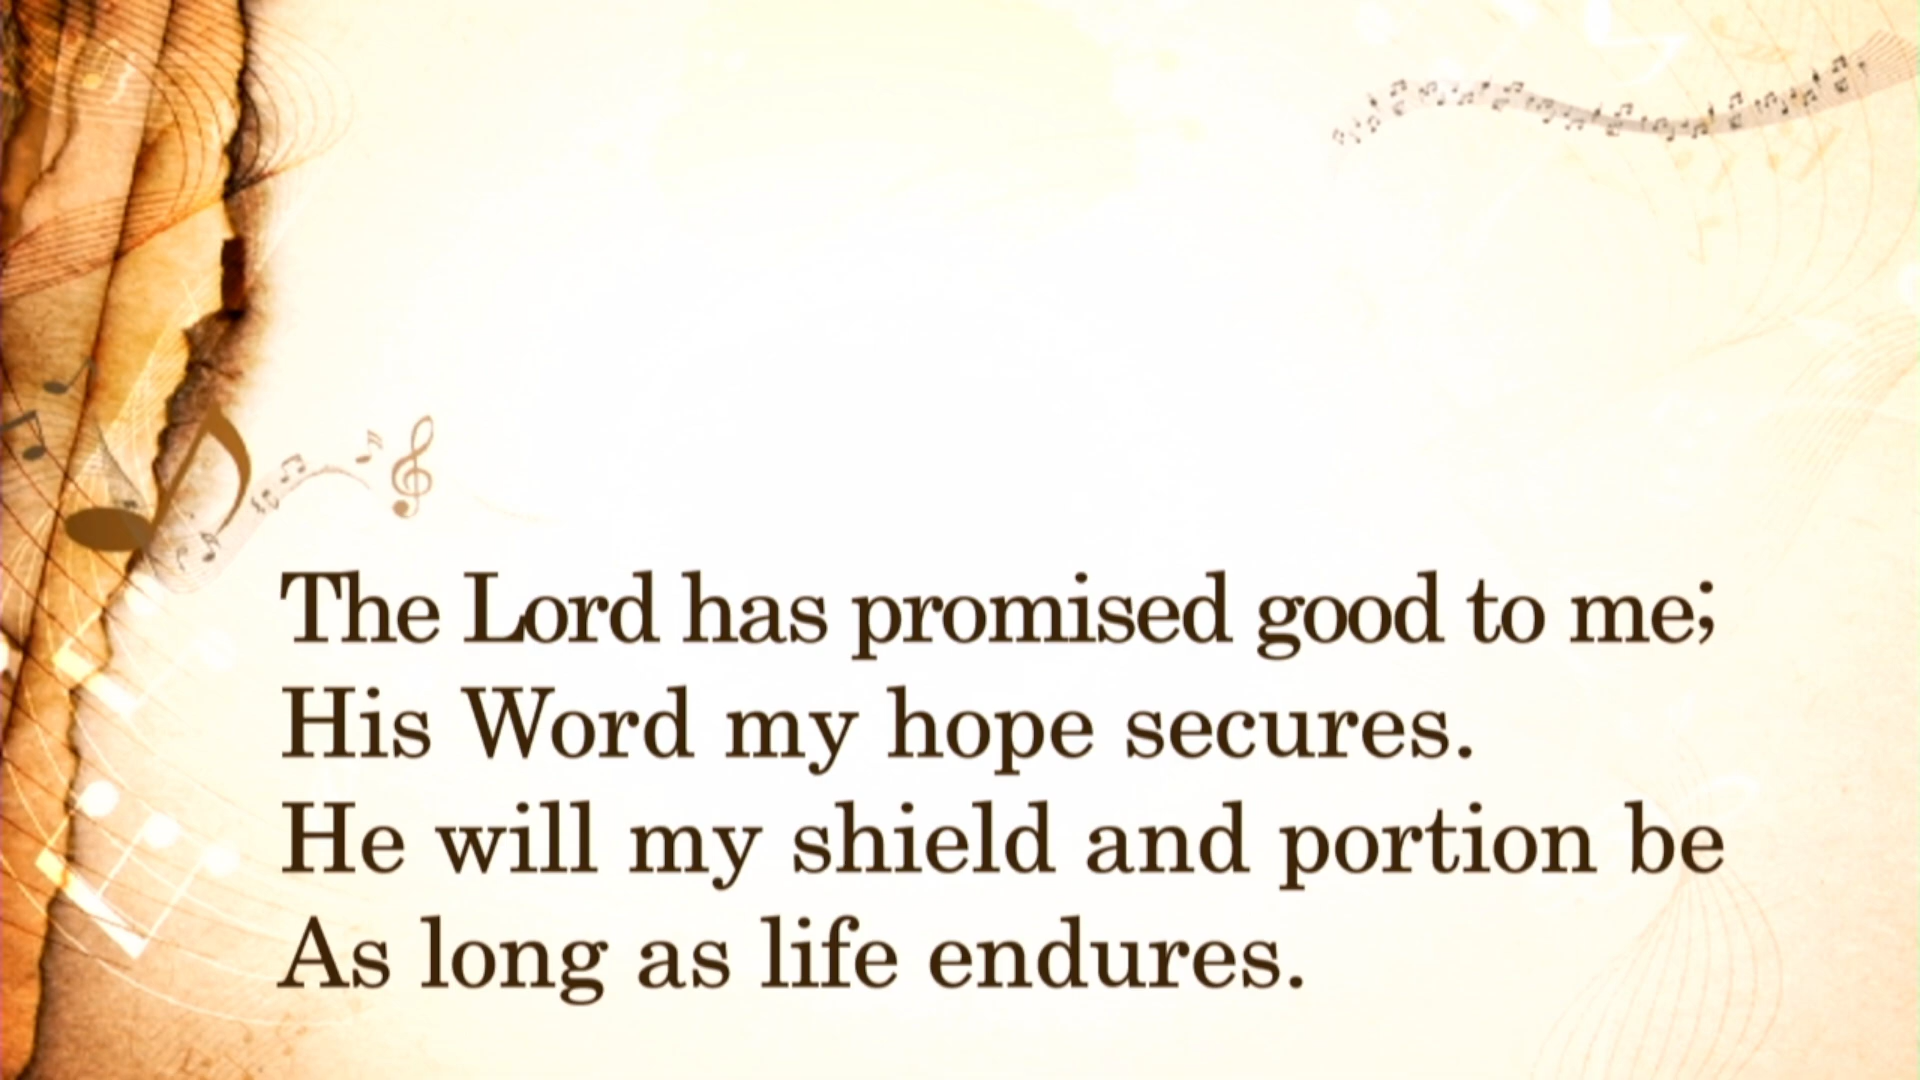 The Lord has promised good to me;
His Word my hope secures.
He will my shield and portion be
As long as life endures.